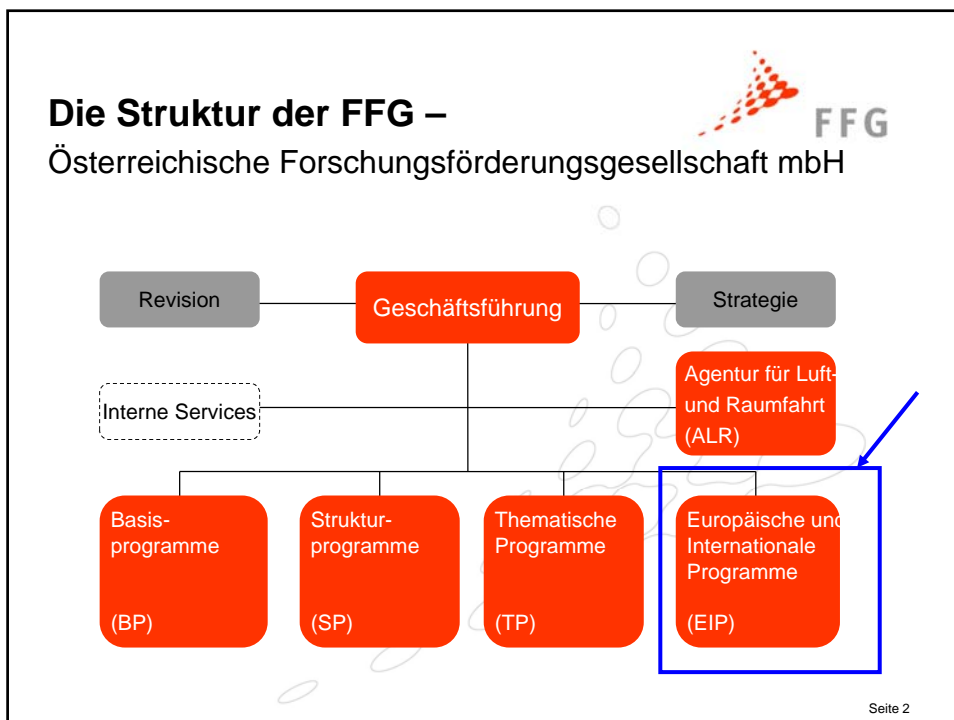 Die Struktur der FFG –
Österreichische Forschungsförderungsgesellschaft mbH
FFG
Revision
Geschäftsführung
Strategie
Interne Services
Agentur für Luft-
und Raumfahrt
(ALR)
Basis-
programme
(BP)
Struktur-
programme
(SP)
Thematische
Programme
(TP)
Europäische und
Internationale
Programme
(EIP)
Seite 2